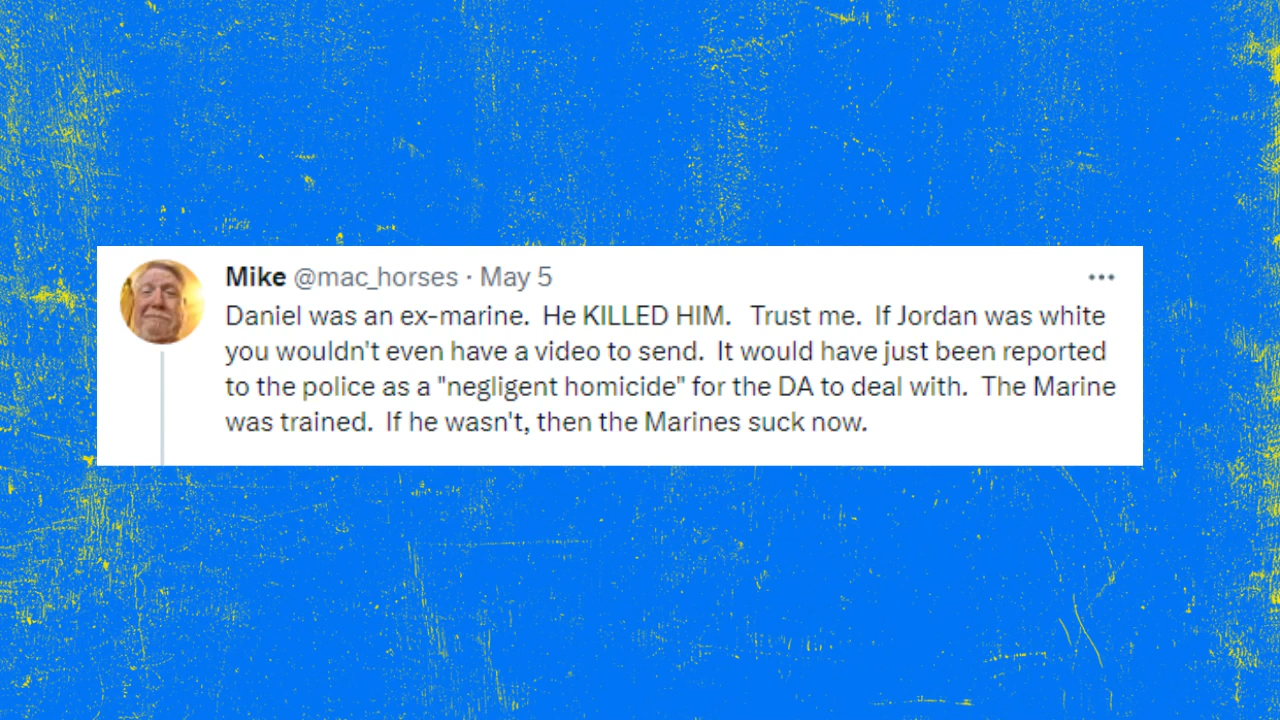 Mike @mac_horses · May 5
Daniel was an ex-marine.  He KILLED HIM.   Trust me.  If Jordan was white
you wouldn't even have a video to send.  It would have just been reported
to the police as a "negligent homicide" for the DA to deal with.  The Marine
was trained.  If he wasn't, then the Marines suck now.